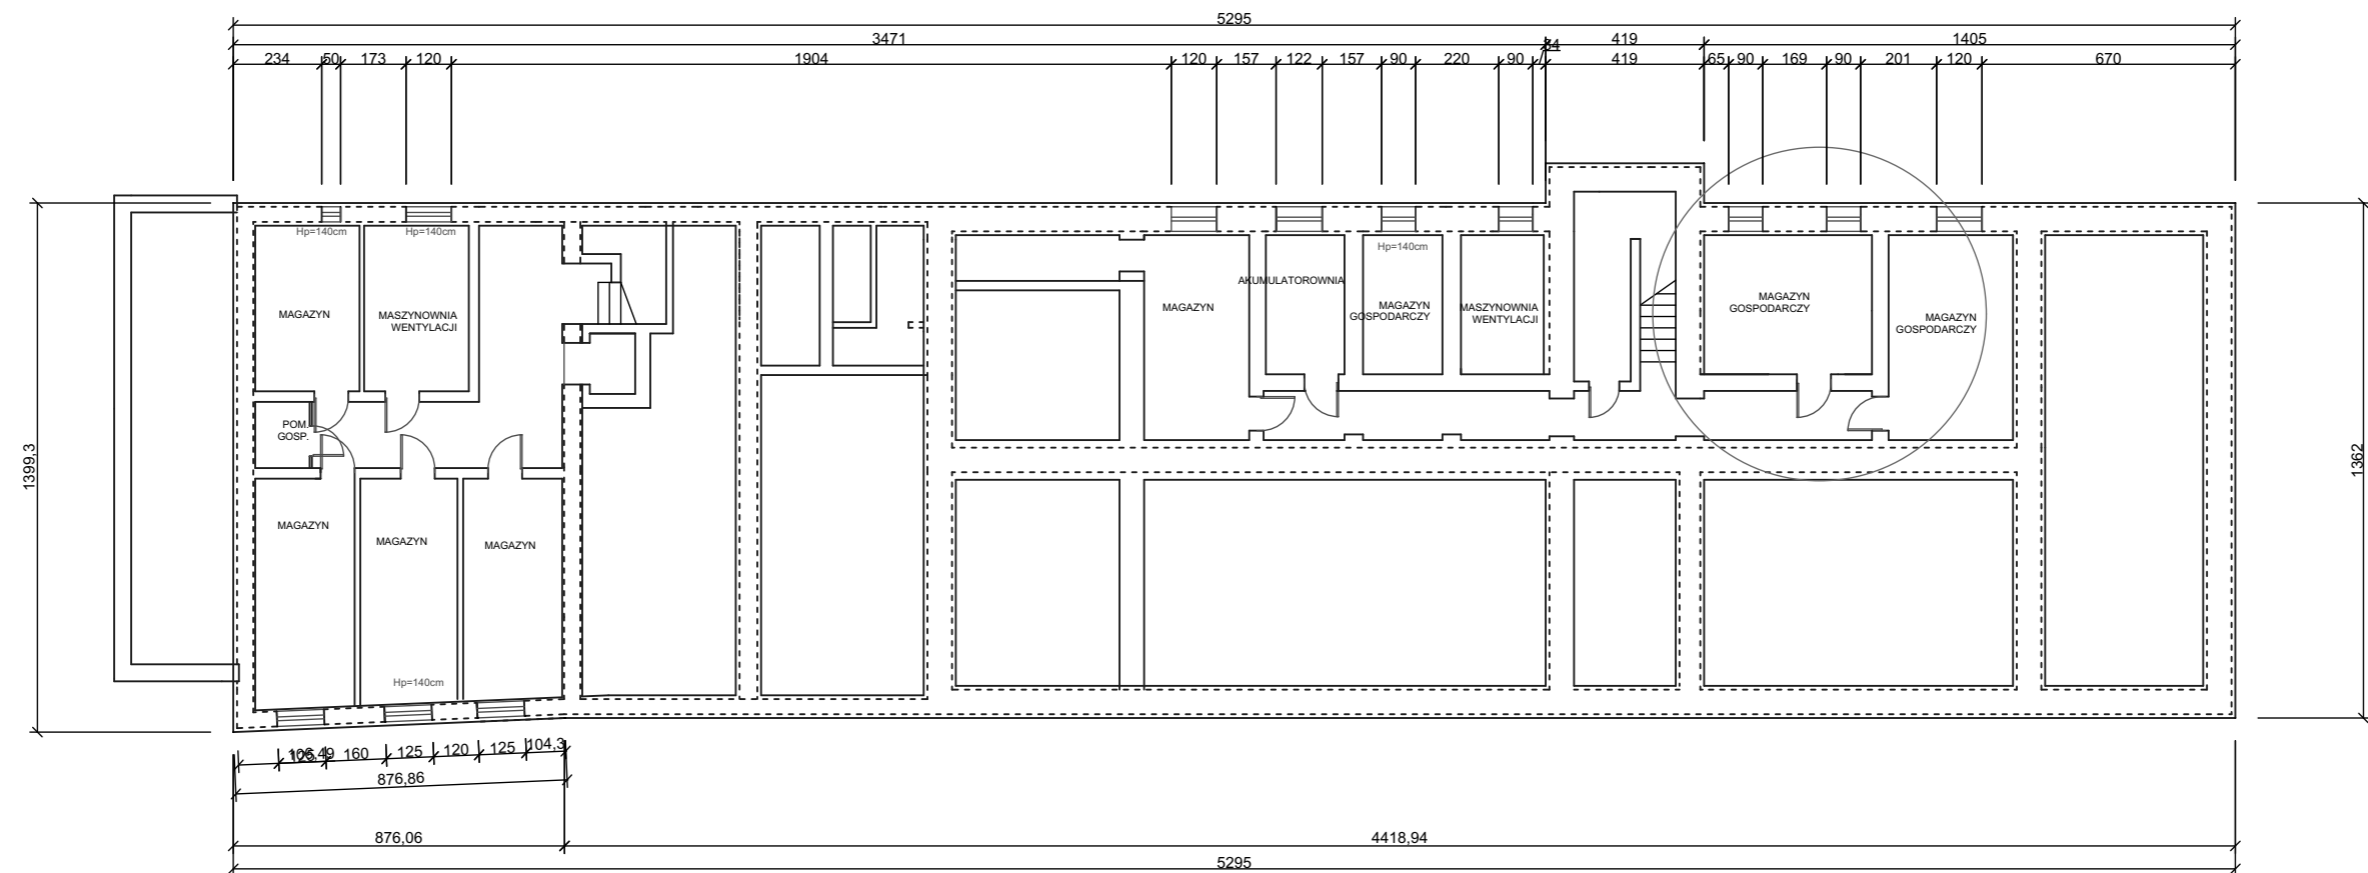 5295
3471
419
1405
234
50
173
120
1904
120
157
122
157
90
220
90
34
419
65
90
169
90
201
120
670
Hp=140cm
Hp=140cm
Hp=140cm
MAGAZYN
MASZYNOWNIA
WENTYLACJI
MAGAZYN
AKUMULATOROWNIA
MAGAZYN
GOSPODARCZY
MASZYNOWNIA
WENTYLACJI
MAGAZYN
GOSPODARCZY
MAGAZYN
GOSPODARCZY
POM.
GOSP.
1399,3
1362
MAGAZYN
MAGAZYN
MAGAZYN
Hp=140cm
106,49
125
160
125
120
125
104,3
876,86
876,06
4418,94
5295